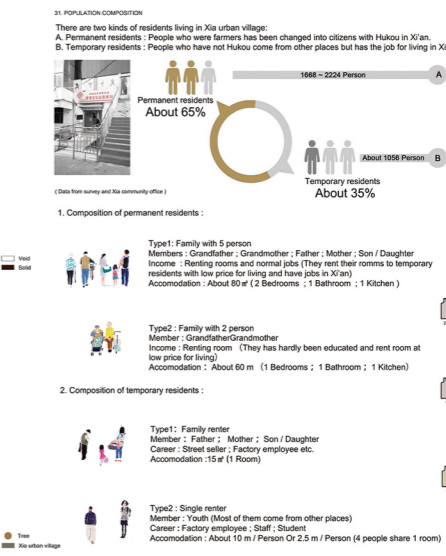 31. POPULATION COMPOSITION
There are two kinds of residents living in Xia urban village:
A. Permanent residents : People who were farmers has been changed into citizens with Hukou in Xi'an.
B. Temporary residents : People who have not Hukou come from other places but has the job for living in Xi
1668 ~ 2224 Person
A
Permanent residents
About 65%
About 1056 Person
B
Temporary residents
About 35%
( Data from survey and Xia community office )
1. Composition of permanent residents :
Void
Solid
Type1: Family with 5 person
Members : Grandfather ; Grandmother ; Father ; Mother ; Son / Daughter
Income : Renting rooms and normal jobs (They rent their romms to temporary
residents with low price for living and have jobs in Xi'an)
Accomodation : About 80㎡ ( 2 Bedrooms ; 1 Bathroom ; 1 Kitchen )
Type2 : Family with 2 person
Member : GrandfatherGrandmother
Income : Renting room (They has hardly been educated and rent room at
low price for living)
Accomodation : About 60 m (1 Bedrooms ; 1 Bathroom ; 1 Kitchen)
2. Composition of temporary residents :
Type1: Family renter
Member : Father ; Mother ; Son / Daughter
Career : Street seller ; Factory employee etc.
Accomodation :15㎡ (1 Room)
Type2 : Single renter
Member : Youth (Most of them come from other places)
Career : Factory employee ; Staff ; Student
Accomodation : About 10 m / Person Or 2.5 m / Person (4 people share 1 room)
Tree
Xia urban village